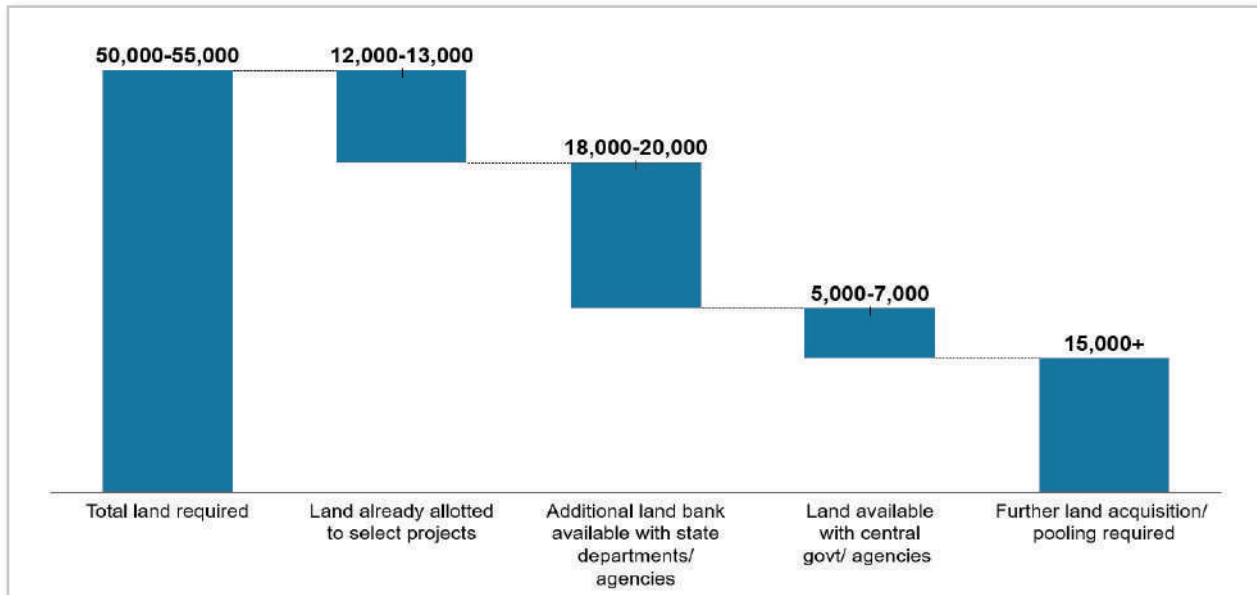 50,000-55,000
12,000-13,000
18,000-20,000
5,000-7,000
15,000+
Total land required
Land already allotted
to select projects
Additional land bank
available with state
departments/
agencies
Land available
with central
govt/ agencies
Further land acquisition/
pooling required